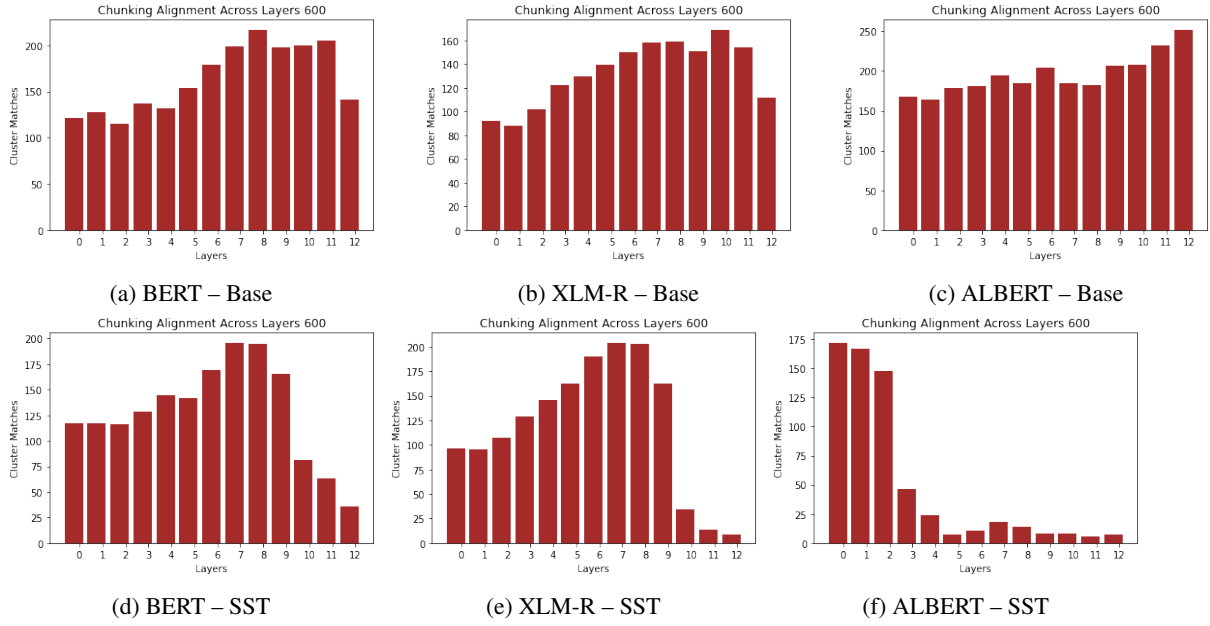 Chunking Alignment Across Layers 600
Cluster Matches
200
150
100
50
0
0 1 2 3 4 5 6 7 8 9 10 11 12
Layers
(a) BERT – Base
Chunking Alignment Across Layers 600
Cluster Matches
160
140
120
100
80
60
40
20
0
0 1 2 3 4 5 6 7 8 9 10 11 12
Layers
(b) XLM-R – Base
Chunking Alignment Across Layers 600
Cluster Matches
250
200
150
100
50
0
0 1 2 3 4 5 6 7 8 9 10 11 12
Layers
(c) ALBERT – Base
Chunking Alignment Across Layers 600
Cluster Matches
200
175
150
125
100
75
50
25
0
0 1 2 3 4 5 6 7 8 9 10 11 12
Layers
(d) BERT – SST
Chunking Alignment Across Layers 600
Cluster Matches
200
175
150
125
100
75
50
25
0
0 1 2 3 4 5 6 7 8 9 10 11 12
Layers
(e) XLM-R – SST
Chunking Alignment Across Layers 600
Cluster Matches
175
150
125
100
75
50
25
0
0 1 2 3 4 5 6 7 8 9 10 11 12
Layers
(f) ALBERT – SST